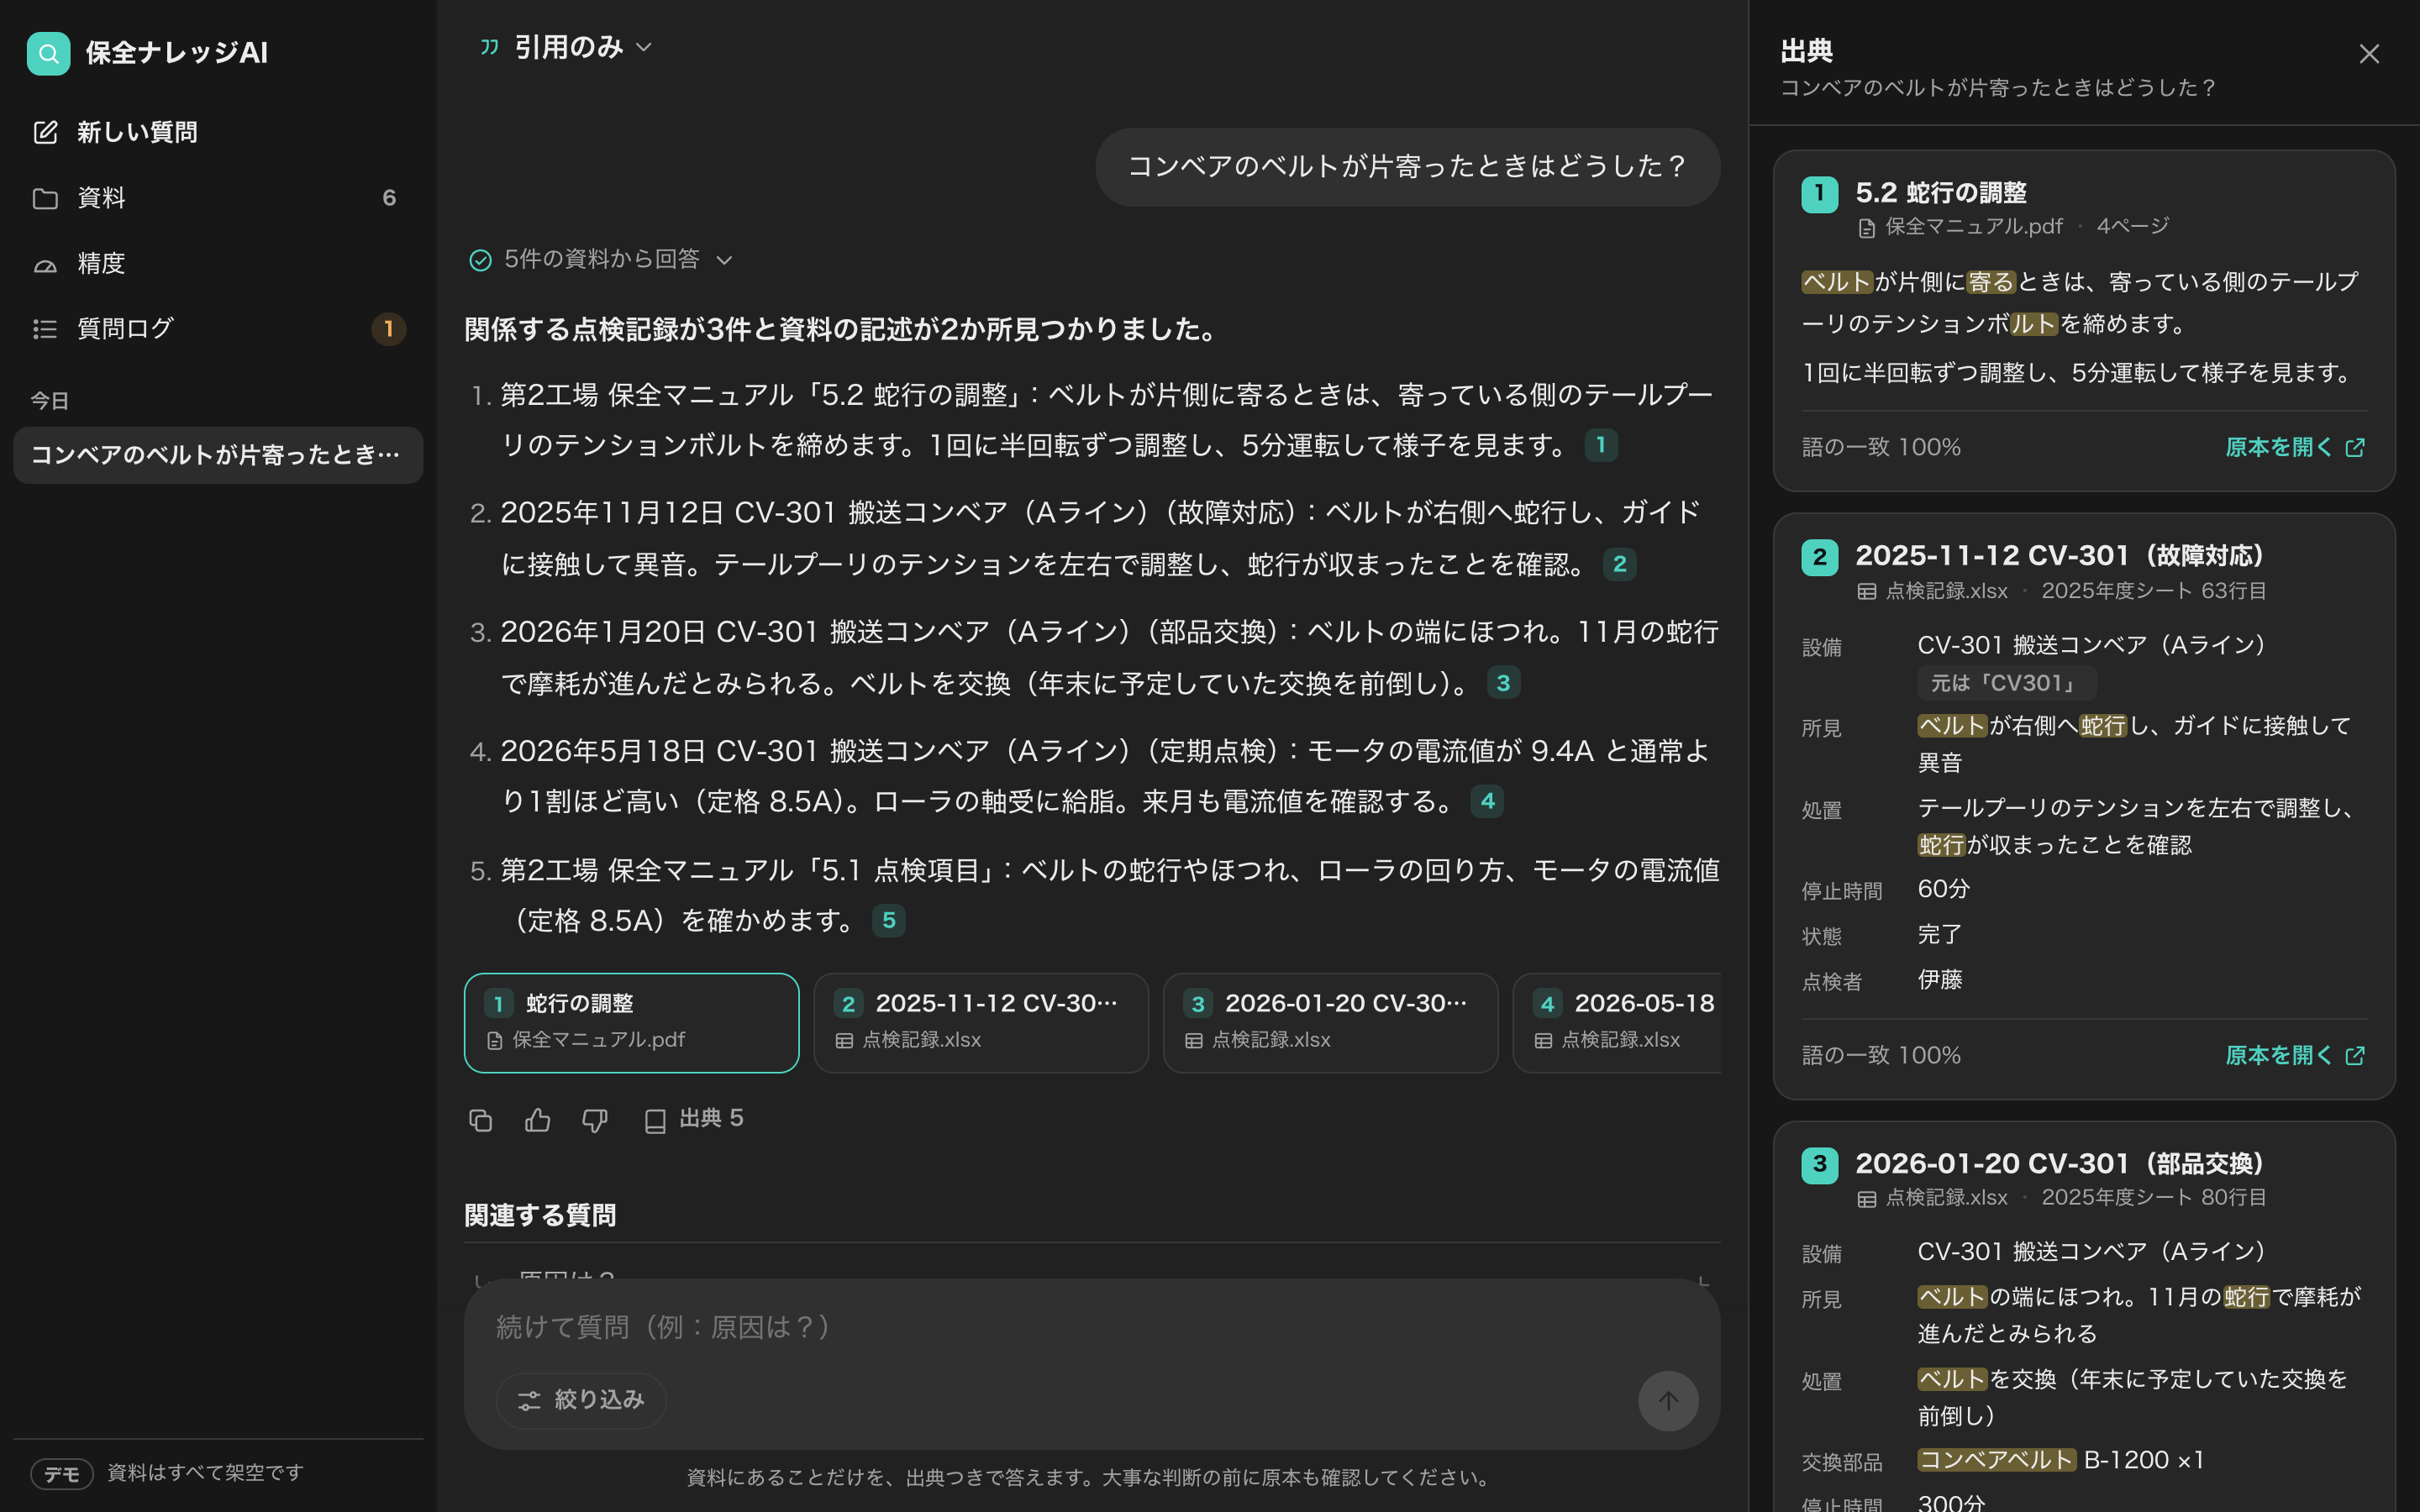 保全ナレッジAI
新しい質問
資料 6
精度
質問ログ 1
今日
コンベアのベルトが片寄ったとき…
デモ 資料はすべて架空です
引用のみ
コンベアのベルトが片寄ったときはどうした？
5件の資料から回答
関係する点検記録が3件と資料の記述が2か所見つかりました。
1. 第2工場 保全マニュアル「5.2 蛇行の調整」：ベルトが片側に寄るときは、寄っている側のテールプー
リのテンションボルトを締めます。1回に半回転ずつ調整し、5分運転して様子を見ます。 1
2. 2025年11月12日 CV-301 搬送コンベア（Aライン）（故障対応）：ベルトが右側へ蛇行し、ガイド
に接触して異音。テールプーリのテンションを左右で調整し、蛇行が収まったことを確認。 2
3. 2026年1月20日 CV-301 搬送コンベア（Aライン）（部品交換）：ベルトの端にほつれ。11月の蛇行
で摩耗が進んだとみられる。ベルトを交換（年末に予定していた交換を前倒し）。 3
4. 2026年5月18日 CV-301 搬送コンベア（Aライン）（定期点検）：モータの電流値が 9.4A と通常よ
り1割ほど高い（定格 8.5A）。ローラの軸受に給脂。来月も電流値を確認する。 4
5. 第2工場 保全マニュアル「5.1 点検項目」：ベルトの蛇行やほつれ、ローラの回り方、モータの電流値
（定格 8.5A）を確かめます。 5
1 蛇行の調整
保全マニュアル.pdf
2 2025-11-12 CV-30…
点検記録.xlsx
3 2026-01-20 CV-30…
点検記録.xlsx
4 2026-05-18
点検記録.xlsx
出典 5
関連する質問
原因は？
続けて質問（例：原因は？）
絞り込み
資料にあることだけを、出典つきで答えます。大事な判断の前に原本も確認してください。
出典
コンベアのベルトが片寄ったときはどうした？
1 5.2 蛇行の調整
保全マニュアル.pdf ・ 4ページ
ベルトが片側に寄るときは、寄っている側のテールプ
ーリのテンションボルトを締めます。
1回に半回転ずつ調整し、5分運転して様子を見ます。
語の一致 100% 原本を開く
2 2025-11-12 CV-301（故障対応）
点検記録.xlsx ・ 2025年度シート 63行目
設備 CV-301 搬送コンベア（Aライン）
元は「CV301」
所見 ベルトが右側へ蛇行し、ガイドに接触して
異音
処置 テールプーリのテンションを左右で調整し、
蛇行が収まったことを確認
停止時間 60分
状態 完了
点検者 伊藤
語の一致 100% 原本を開く
3 2026-01-20 CV-301（部品交換）
点検記録.xlsx ・ 2025年度シート 80行目
設備 CV-301 搬送コンベア（Aライン）
所見 ベルトの端にほつれ。11月の蛇行で摩耗が
進んだとみられる
処置 ベルトを交換（年末に予定していた交換を
前倒し）
交換部品 コンベアベルト B-1200 ×1
停止時間 300分